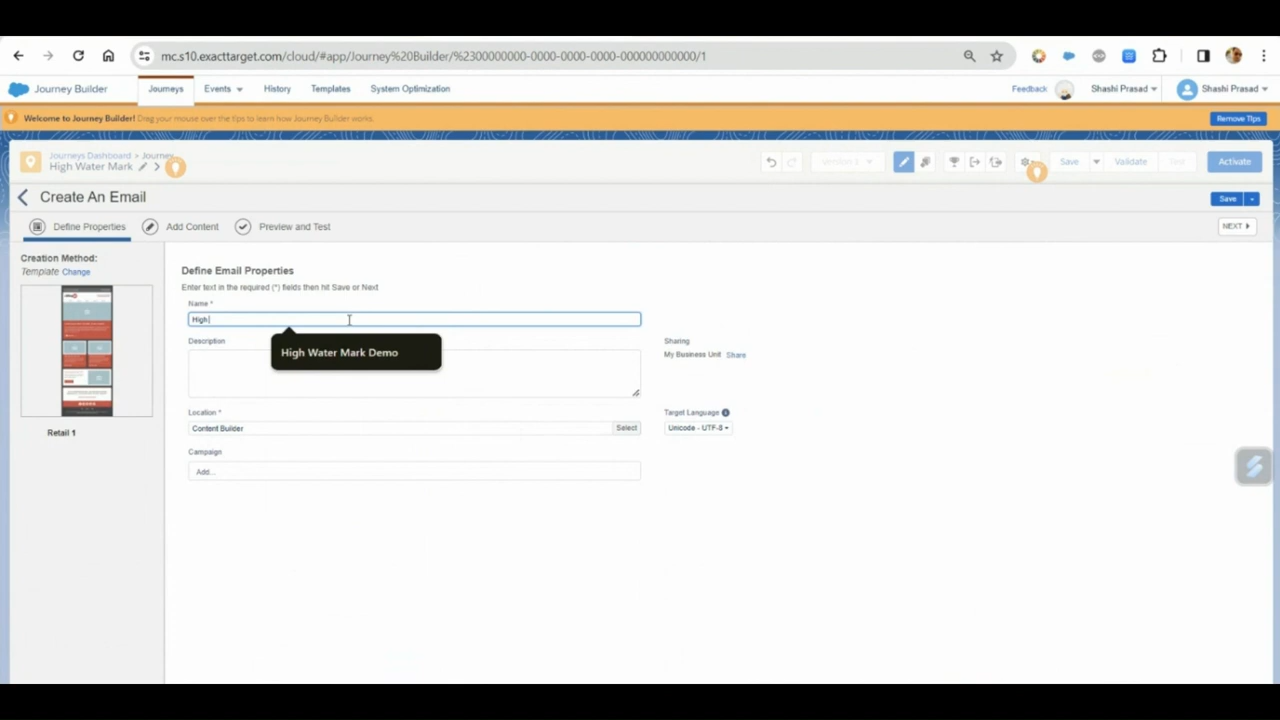 mc.s10.exacttarget.com/cloud/#app/Journey%20Builder/%2300000000-0000-0000-0000-000000000000/1
Journey Builder Journeys Events History Templates System Optimization Feedback Shashi Prasad Shashi Prasad
Welcome to Journey Builder! Drag your mouse over the tips to learn how Journey Builder works. Remove Tips
Journeys Dashboard > Journey
High Water Mark Save Validate Activate
Create An Email Save
Define Properties Add Content Preview and Test NEXT
Creation Method:
Template Change
Retail 1
Define Email Properties
Enter text in the required (*) fields then hit Save or Next
Name *
High
High Water Mark Demo
Description
Sharing
My Business Unit Share
Location *
Content Builder Select
Target Language
Unicode - UTF-8
Campaign
Add...